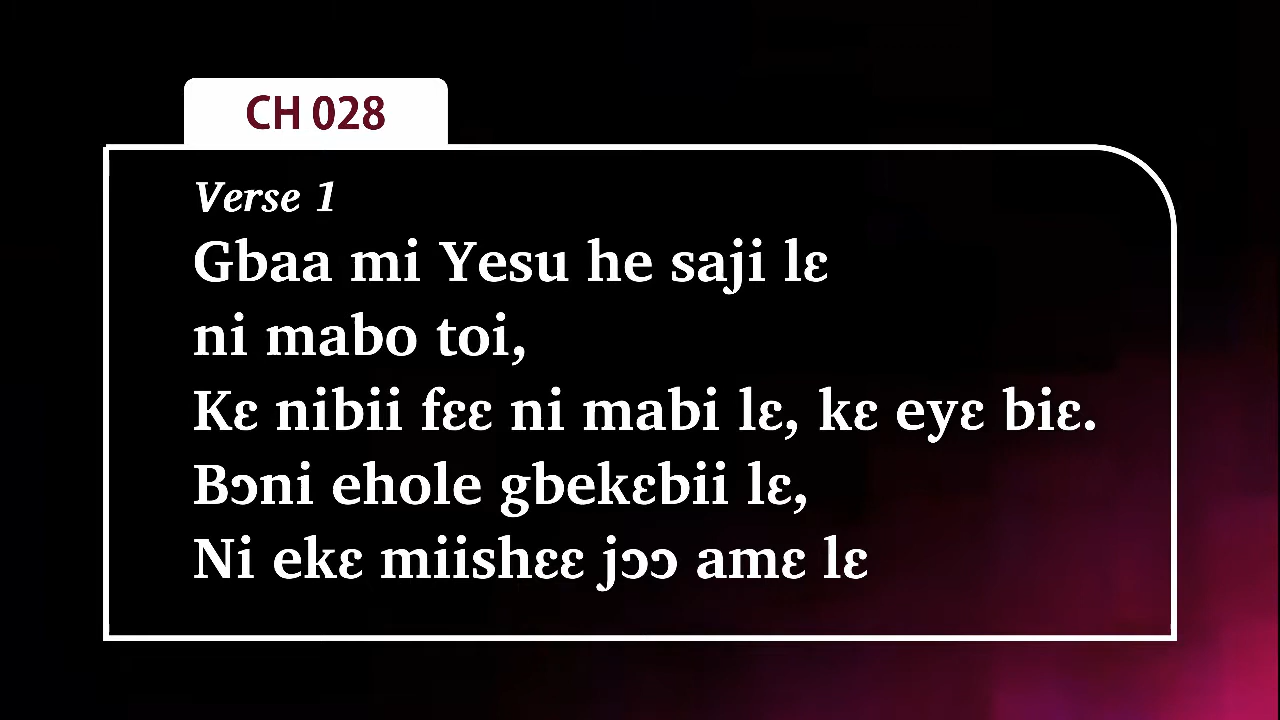 CH 028
Verse 1
Gbaa mi Yesu he saji lɛ
ni mabo toi,
Kɛ nibii fɛɛ ni mabi lɛ, kɛ eyɛ biɛ.
Bɔni ehole gbekɛbii lɛ,
Ni ekɛ miishɛɛ jɔɔ amɛ lɛ